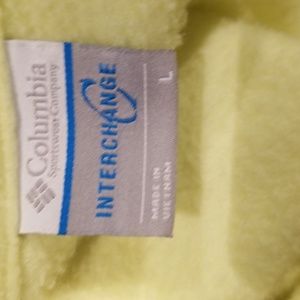 Columbia
Sportswear Company
INTERCHANGE
L
MADE IN
VIETNAM